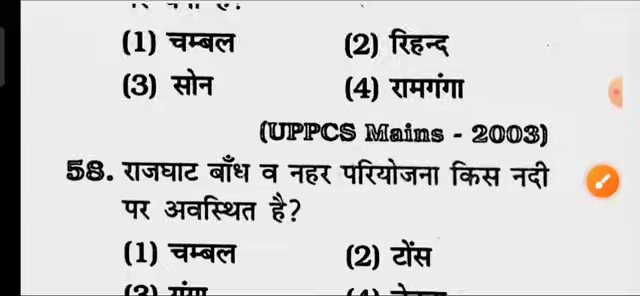 (1) चम्बल (2) रिहन्द
(3) सोन (4) रामगंगा
(UPPCS Mains - 2003)
58. राजघाट बाँध व नहर परियोजना किस नदी
पर अवस्थित है?
(1) चम्बल (2) टोंस